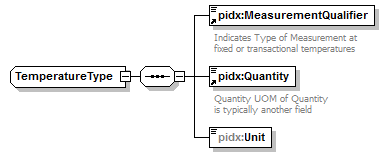 pidx:MeasurementQualifier
Indicates Type of Measurement at
fixed or transactional temperatures
TemperatureType
pidx:Quantity
Quantity UOM of Quantity
is typically another field
pidx:Unit